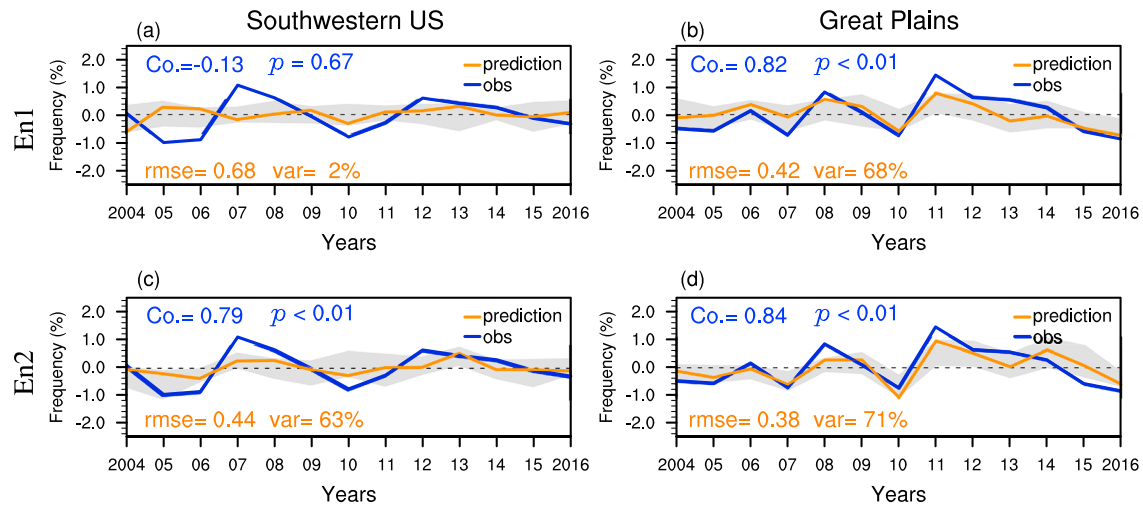 Southwestern US
Great Plains
En1
(a)
Co.=-0.13 p = 0.67
prediction
obs
rmse= 0.68 var= 2%
Frequency (%)
2.0
1.0
0.0
-1.0
-2.0
2004 05 06 07 08 09 10 11 12 13 14 15 2016
Years
(b)
Co.= 0.82 p < 0.01
prediction
obs
rmse= 0.42 var= 68%
Frequency (%)
2.0
1.0
0.0
-1.0
-2.0
2004 05 06 07 08 09 10 11 12 13 14 15 2016
Years
En2
(c)
Co.= 0.79 p < 0.01
prediction
obs
rmse= 0.44 var= 63%
Frequency (%)
2.0
1.0
0.0
-1.0
-2.0
2004 05 06 07 08 09 10 11 12 13 14 15 2016
Years
(d)
Co.= 0.84 p < 0.01
prediction
obs
rmse= 0.38 var= 71%
Frequency (%)
2.0
1.0
0.0
-1.0
-2.0
2004 05 06 07 08 09 10 11 12 13 14 15 2016
Years